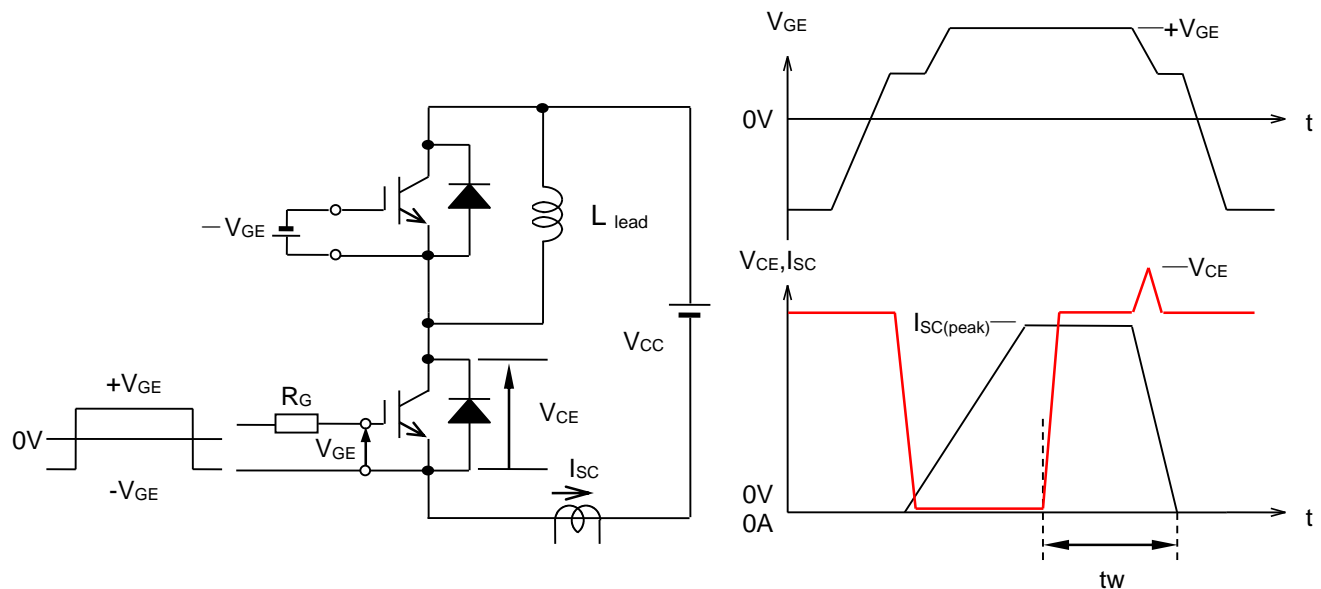 —VGE
L lead
VCC
+VGE
0V
-VGE
RG
VGE
VCE
ISC
VGE
—+VGE
0V
t
VCE,ISC
—VCE
ISC(peak)—
0V
0A
t
tw